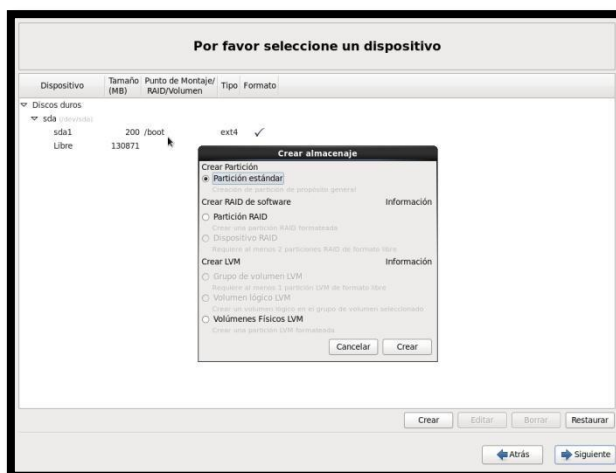 Por favor seleccione un dispositivo
Dispositivo Tamaño (MB) Punto de Montaje/ RAID/Volumen Tipo Formato
Discos duros
sda (/dev/sda)
sda1 200 /boot ext4 ✓
Libre 130871
Crear almacenaje
Crear Partición
Partición estándar
Creación de partición de propósito general
Crear RAID de software Información
Partición RAID
Crear una partición RAID formateada
Dispositivo RAID
Requiere al menos 2 particiones RAID de formato libre
Crear LVM Información
Grupo de volumen LVM
Requiere al menos 1 partición LVM de formato libre
Volumen lógico LVM
Crear un volumen lógico en el grupo de volumen seleccionado
Volúmenes Físicos LVM
Crear una partición LVM formateada
Cancelar Crear
Crear Editar Borrar Restaurar
Atrás Siguiente